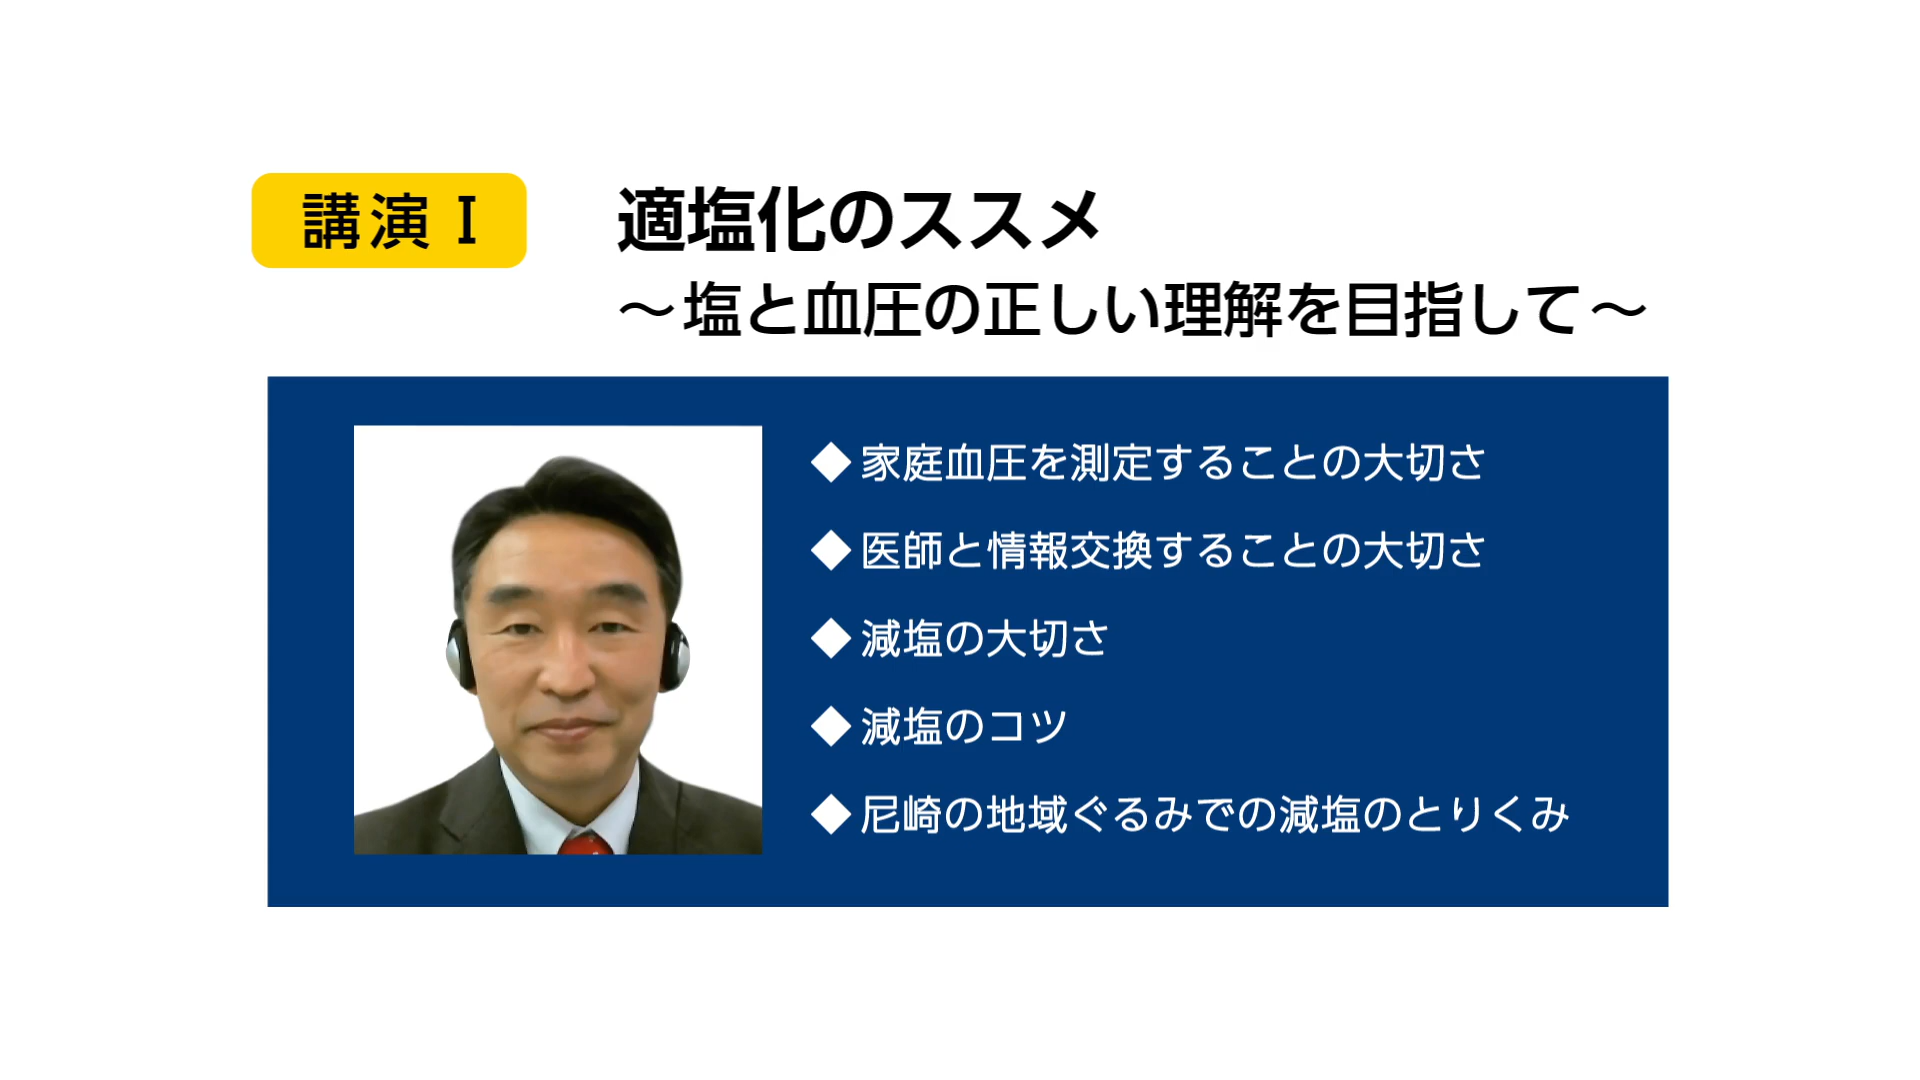 講演 I
適塩化のススメ
～塩と血圧の正しい理解を目指して～
◆家庭血圧を測定することの大切さ
◆医師と情報交換することの大切さ
◆減塩の大切さ
◆減塩のコツ
◆尼崎の地域ぐるみでの減塩のとりくみ